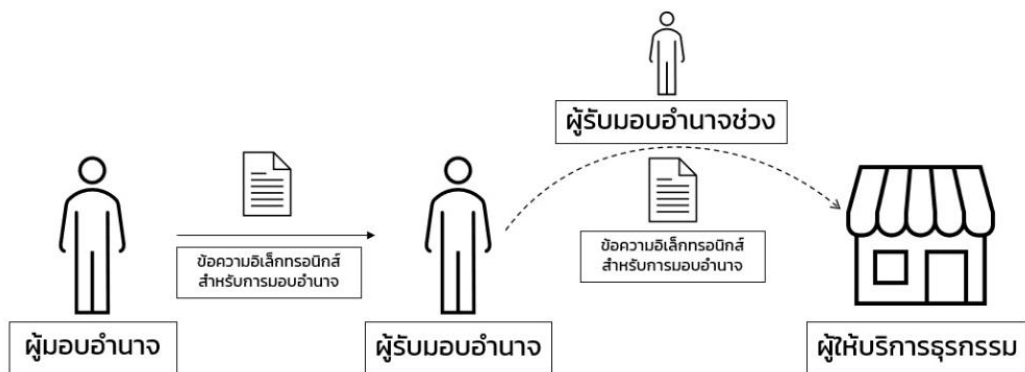 ผู้รับมอบอำนาจช่วง
ข้อความอิเล็กทรอนิกส์
สำหรับการมอบอำนาจ
ข้อความอิเล็กทรอนิกส์
สำหรับการมอบอำนาจ
ผู้มอบอำนาจ
ผู้รับมอบอำนาจ
ผู้ให้บริการธุรกรรม